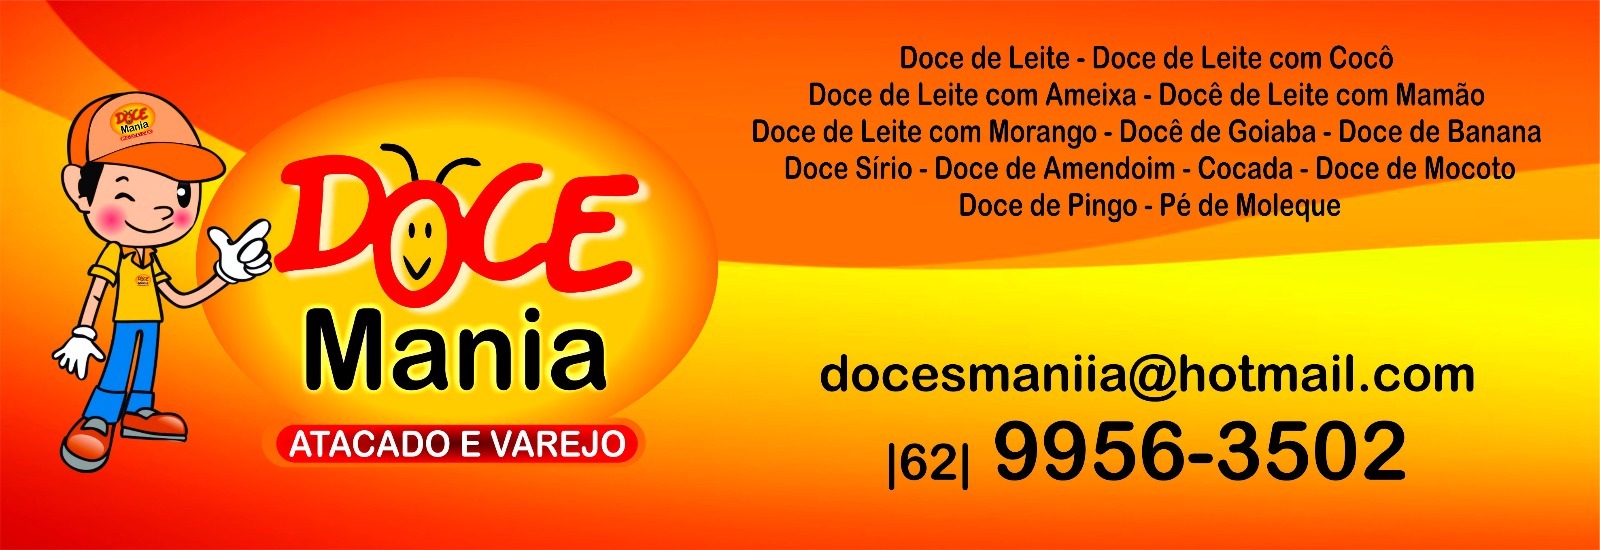 DOCE
Mania
DOCE
Mania
ATACADO E VAREJO
Doce de Leite - Doce de Leite com Cocô
Doce de Leite com Ameixa - Docê de Leite com Mamão
Doce de Leite com Morango - Docê de Goiaba - Doce de Banana
Doce Sírio - Doce de Amendoim - Cocada - Doce de Mocoto
Doce de Pingo - Pé de Moleque
docesmaniia@hotmail.com
|62| 9956-3502